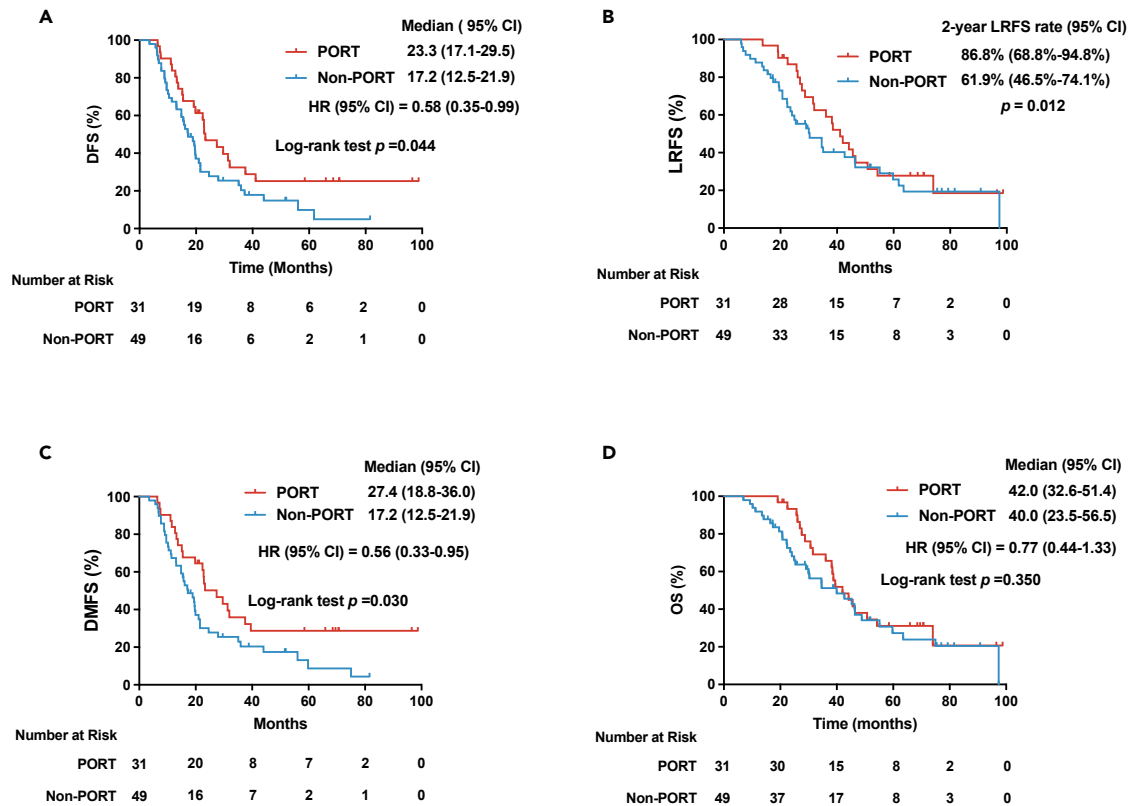 A
Median ( 95% CI)
PORT 23.3 (17.1-29.5)
Non-PORT 17.2 (12.5-21.9)
HR (95% CI) = 0.58 (0.35-0.99)
Log-rank test p =0.044
DFS (%)
100
80
60
40
20
0
0 20 40 60 80 100
Time (Months)
Number at Risk
PORT 31 19 8 6 2 0
Non-PORT 49 16 6 2 1 0
B
2-year LRFS rate (95% CI)
PORT 86.8% (68.8%-94.8%)
Non-PORT 61.9% (46.5%-74.1%)
p = 0.012
LRFS (%)
100
80
60
40
20
0
0 20 40 60 80 100
Months
Number at Risk
PORT 31 28 15 7 2 0
Non-PORT 49 33 15 8 3 0
C
Median (95% CI)
PORT 27.4 (18.8-36.0)
Non-PORT 17.2 (12.5-21.9)
HR (95% CI) = 0.56 (0.33-0.95)
Log-rank test p =0.030
DMFS (%)
100
80
60
40
20
0
0 20 40 60 80 100
Months
Number at Risk
PORT 31 20 8 7 2 0
Non-PORT 49 16 7 2 1 0
D
Median (95% CI)
PORT 42.0 (32.6-51.4)
Non-PORT 40.0 (23.5-56.5)
HR (95% CI) = 0.77 (0.44-1.33)
Log-rank test p =0.350
OS (%)
100
80
60
40
20
0
0 20 40 60 80 100
Time (months)
Number at Risk
PORT 31 30 15 8 2 0
Non-PORT 49 37 17 8 3 0